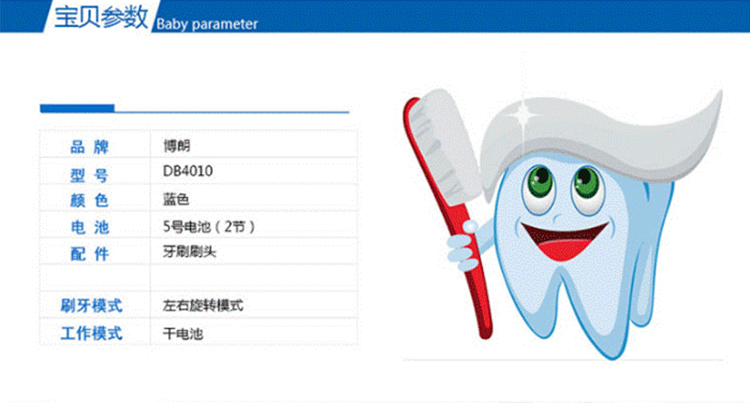 宝贝参数 Baby parameter
品 牌 博朗
型 号 DB4010
颜 色 蓝色
电 池 5号电池（2节）
配 件 牙刷刷头
刷牙模式 左右旋转模式
工作模式 干电池